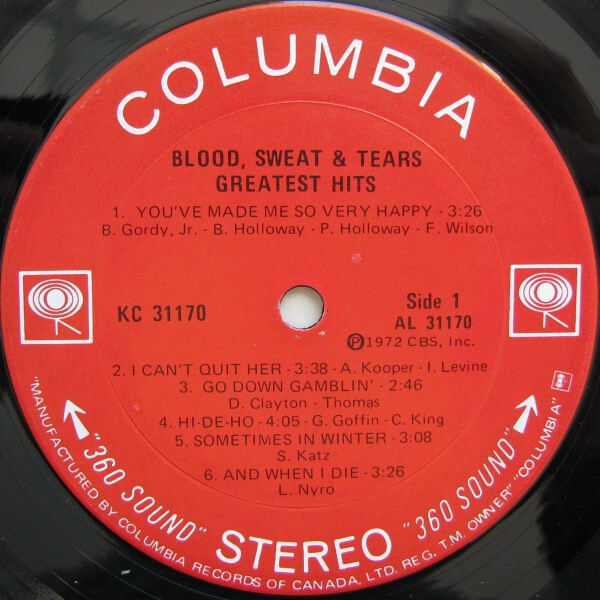 COLUMBIA
BLOOD, SWEAT & TEARS
GREATEST HITS
1. YOU'VE MADE ME SO VERY HAPPY - 3:26
B. Gordy, Jr. - B. Holloway - P. Holloway - F. Wilson
KC 31170
Side 1
AL 31170
Ⓟ1972 CBS, Inc.
2. I CAN'T QUIT HER - 3:38 - A. Kooper - I. Levine
3. GO DOWN GAMBLIN' - 2:46
D. Clayton - Thomas
4. HI-DE-HO - 4:05 - G. Goffin - C. King
5. SOMETIMES IN WINTER - 3:08
S. Katz
6. AND WHEN I DIE - 3:26
L. Nyro
"360 SOUND" STEREO "360 SOUND"
"MANUFACTURED BY COLUMBIA RECORDS OF CANADA, LTD. REG. T.M. OWNER" "COLUMBIA"